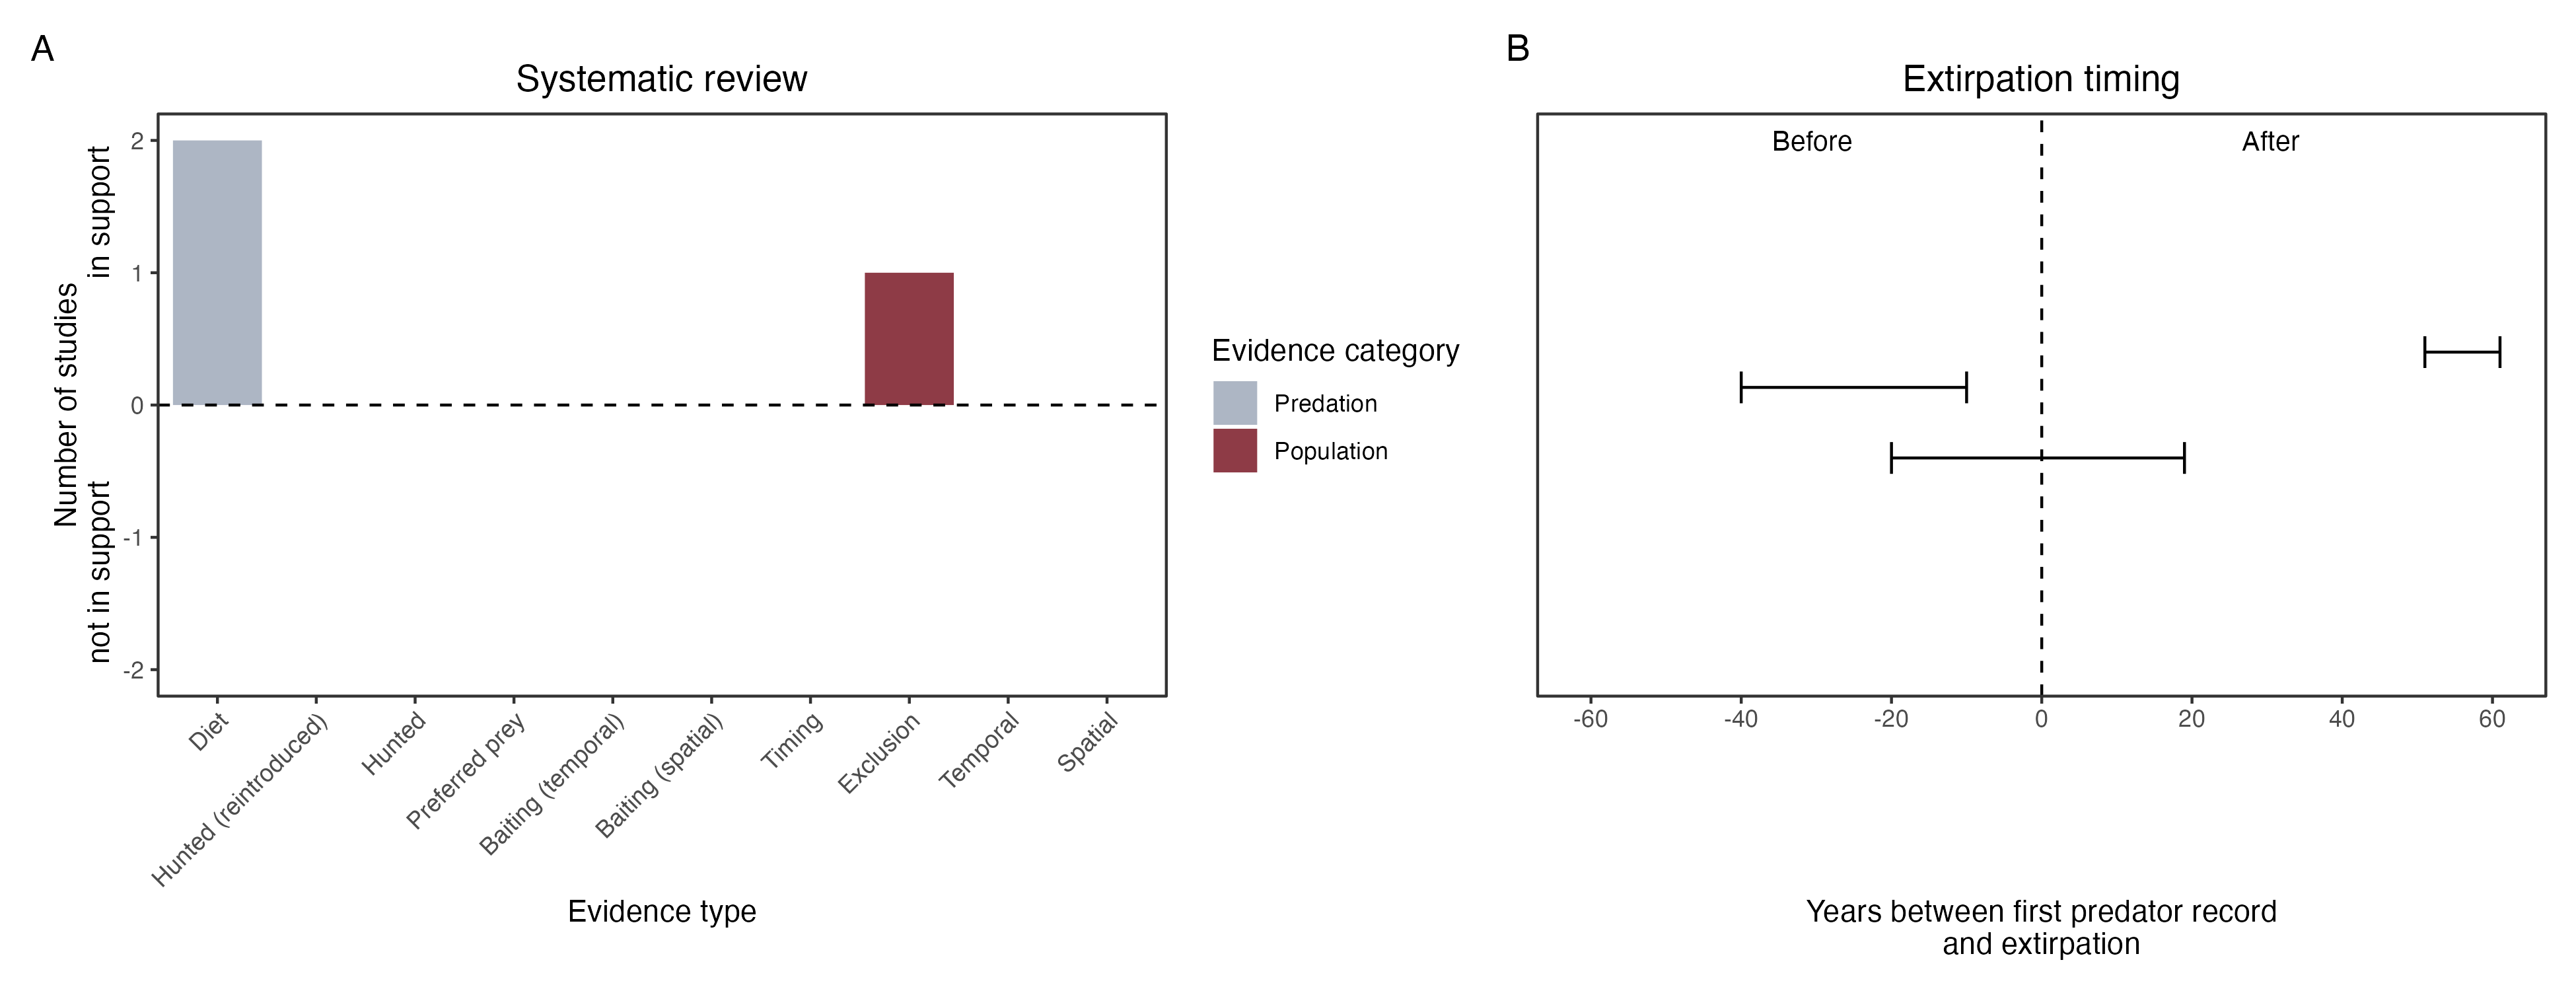 A
Systematic review
Number of studies
not in support
in support
2
1
0
-1
-2
Diet
Hunted (reintroduced)
Hunted
Preferred prey
Baiting (temporal)
Baiting (spatial)
Timing
Exclusion
Temporal
Spatial
Evidence type
Evidence category
Predation
Population
B
Extirpation timing
Before
After
-60
-40
-20
0
20
40
60
Years between first predator record
and extirpation